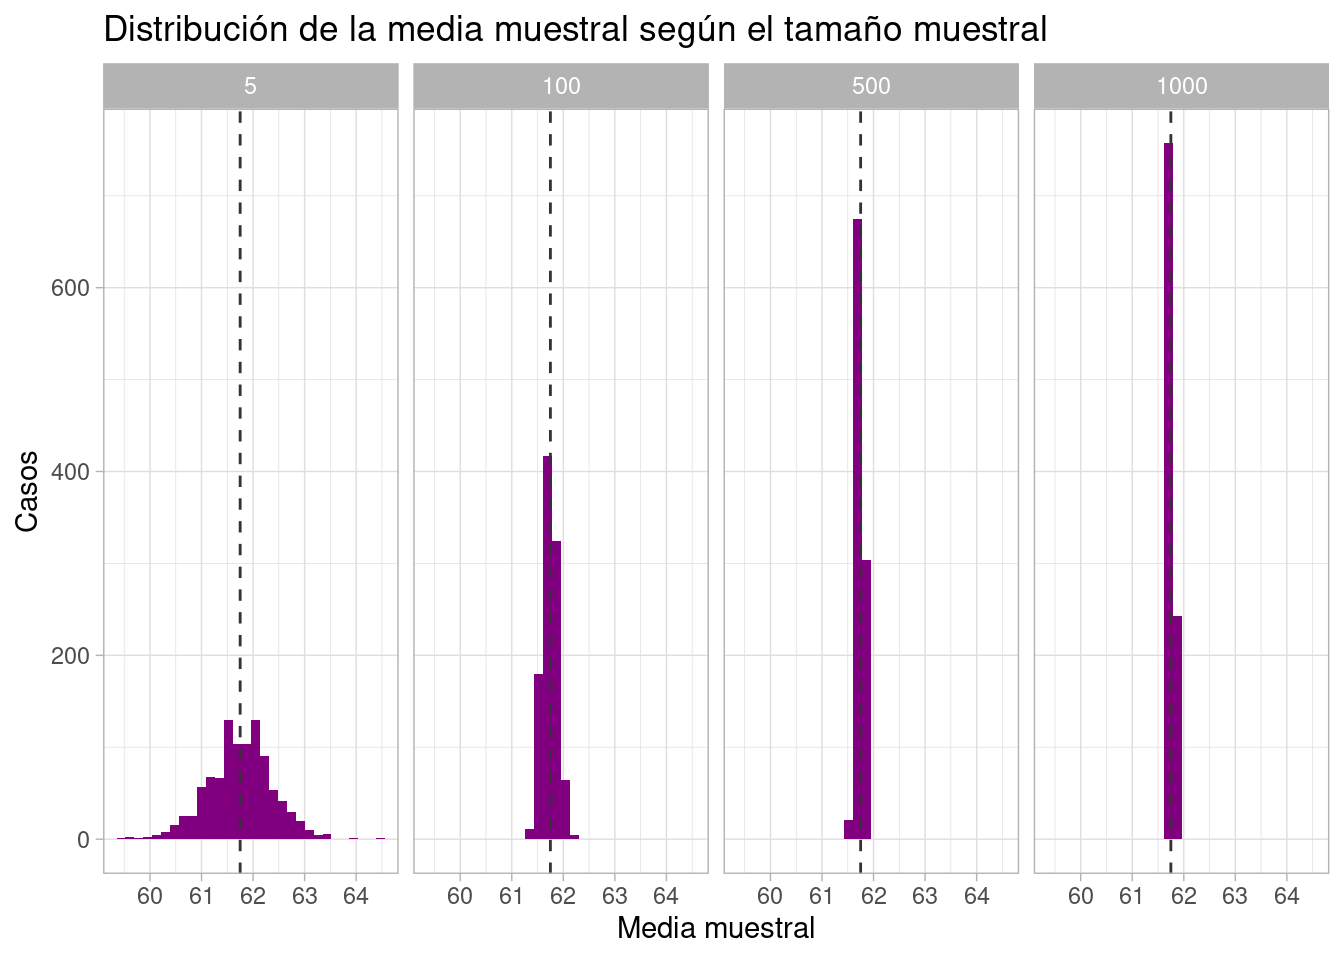 Distribución de la media muestral según el tamaño muestral
5 100 500 1000
600
400
200
0
Casos
60 61 62 63 64 60 61 62 63 64 60 61 62 63 64 60 61 62 63 64
Media muestral